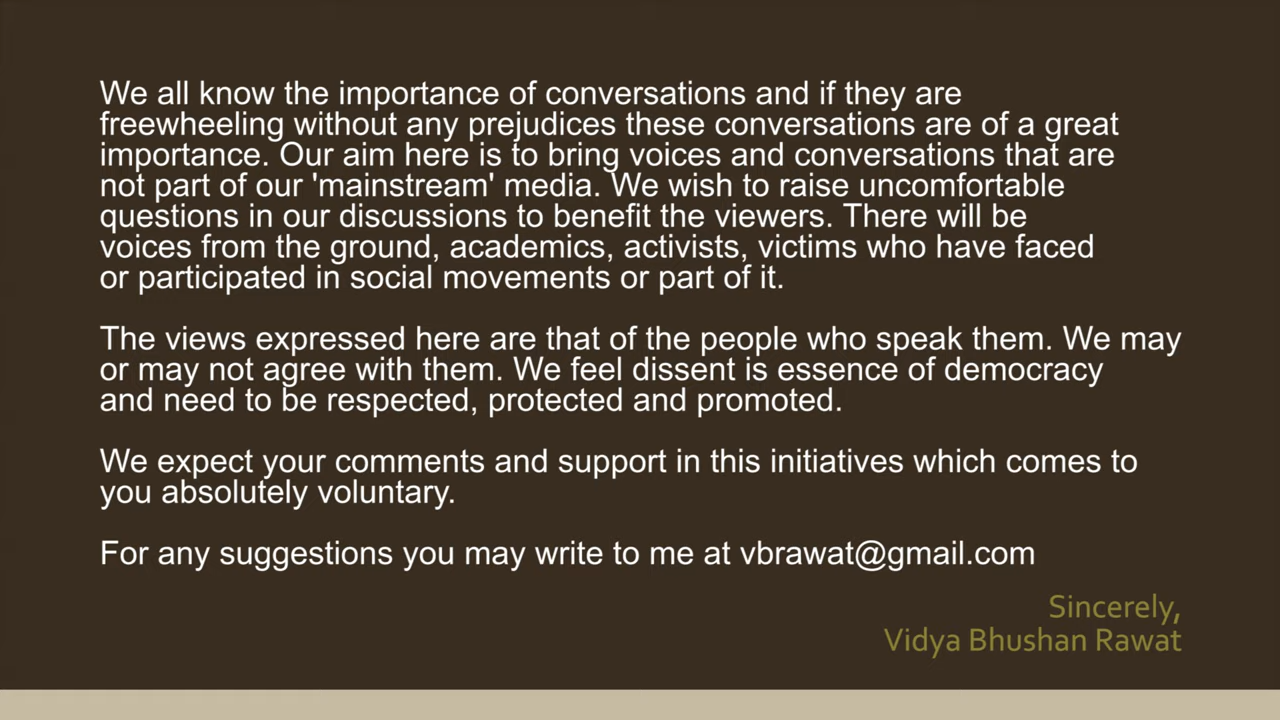 We all know the importance of conversations and if they are
freewheeling without any prejudices these conversations are of a great
importance. Our aim here is to bring voices and conversations that are
not part of our 'mainstream' media. We wish to raise uncomfortable
questions in our discussions to benefit the viewers. There will be
voices from the ground, academics, activists, victims who have faced
or participated in social movements or part of it.
The views expressed here are that of the people who speak them. We may
or may not agree with them. We feel dissent is essence of democracy
and need to be respected, protected and promoted.
We expect your comments and support in this initiatives which comes to
you absolutely voluntary.
For any suggestions you may write to me at vbrawat@gmail.com
Sincerely,
Vidya Bhushan Rawat